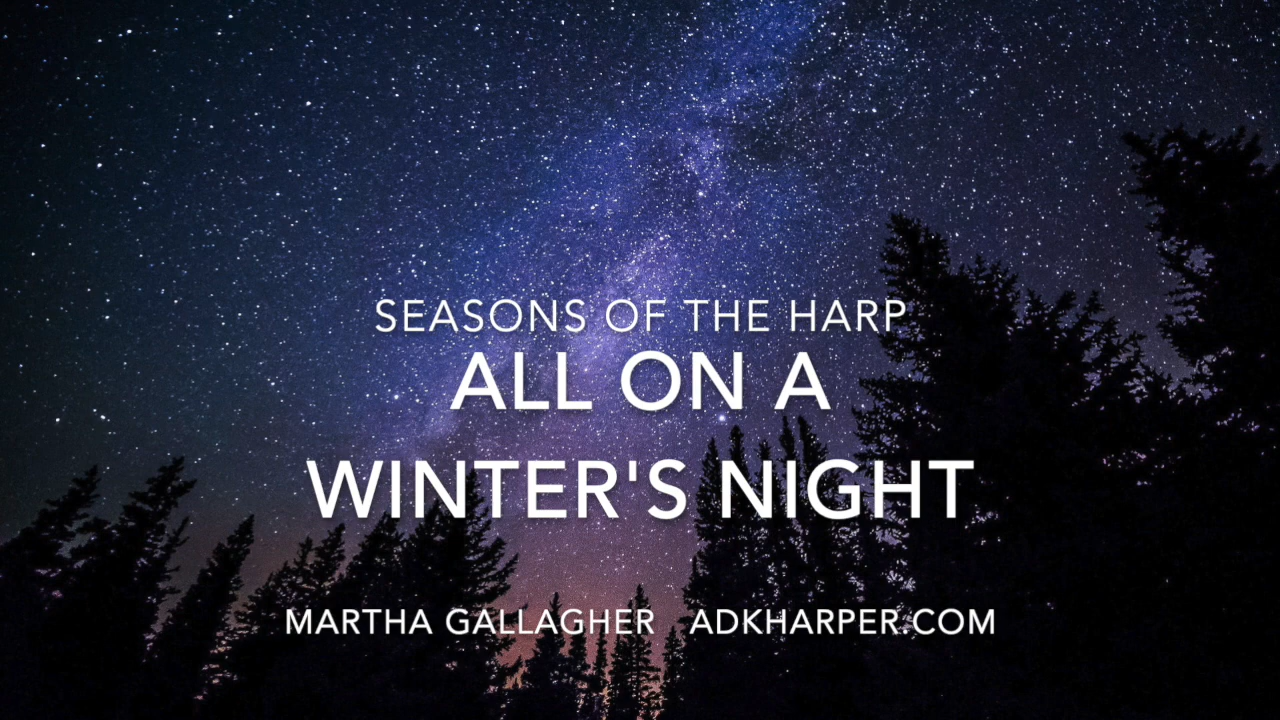 SEASONS OF THE HARP
ALL ON A
WINTER'S NIGHT
MARTHA GALLAGHER ADKHARPER.COM